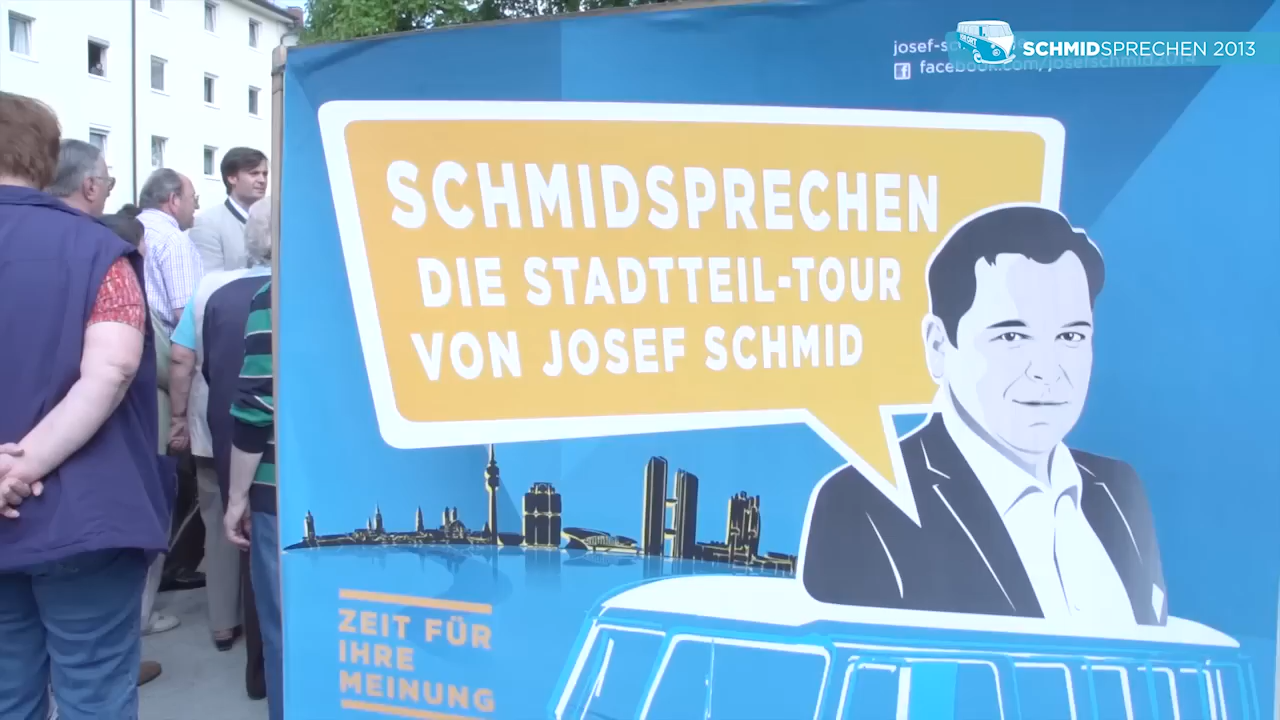 SCHMIDSPRECHEN 2013
facebook.com/josefschmid2014
SCHMIDSPRECHEN
DIE STADTTEIL-TOUR
VON JOSEF SCHMID
ZEIT FÜR
IHRE
MEINUNG